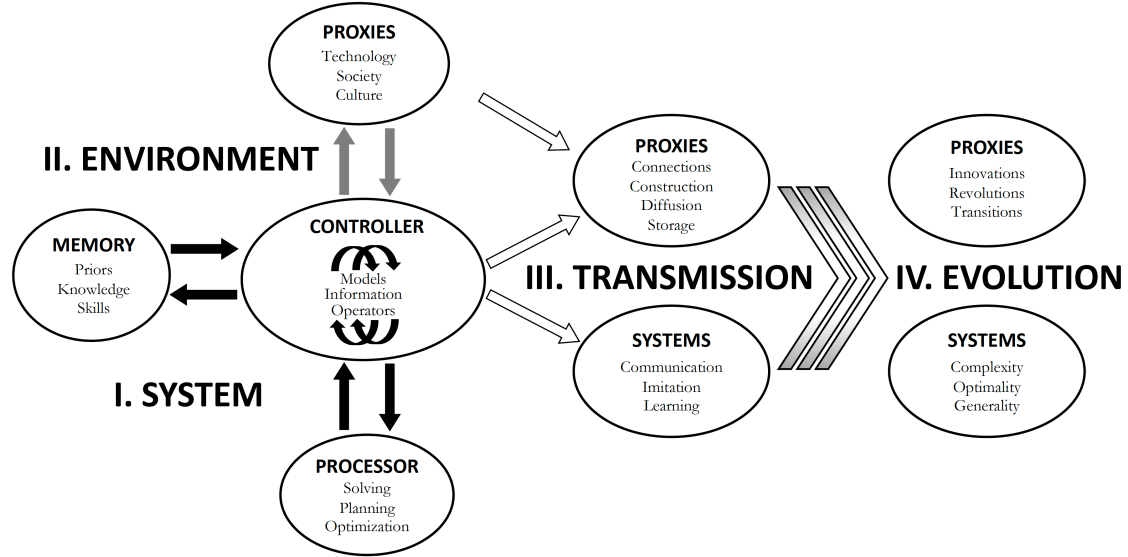 PROXIES
Technology
Society
Culture
II. ENVIRONMENT
MEMORY
Priors
Knowledge
Skills
CONTROLLER
Models
Information
Operators
I. SYSTEM
PROCESSOR
Solving
Planning
Optimization
PROXIES
Connections
Construction
Diffusion
Storage
III. TRANSMISSION
SYSTEMS
Communication
Imitation
Learning
PROXIES
Innovations
Revolutions
Transitions
IV. EVOLUTION
SYSTEMS
Complexity
Optimality
Generality